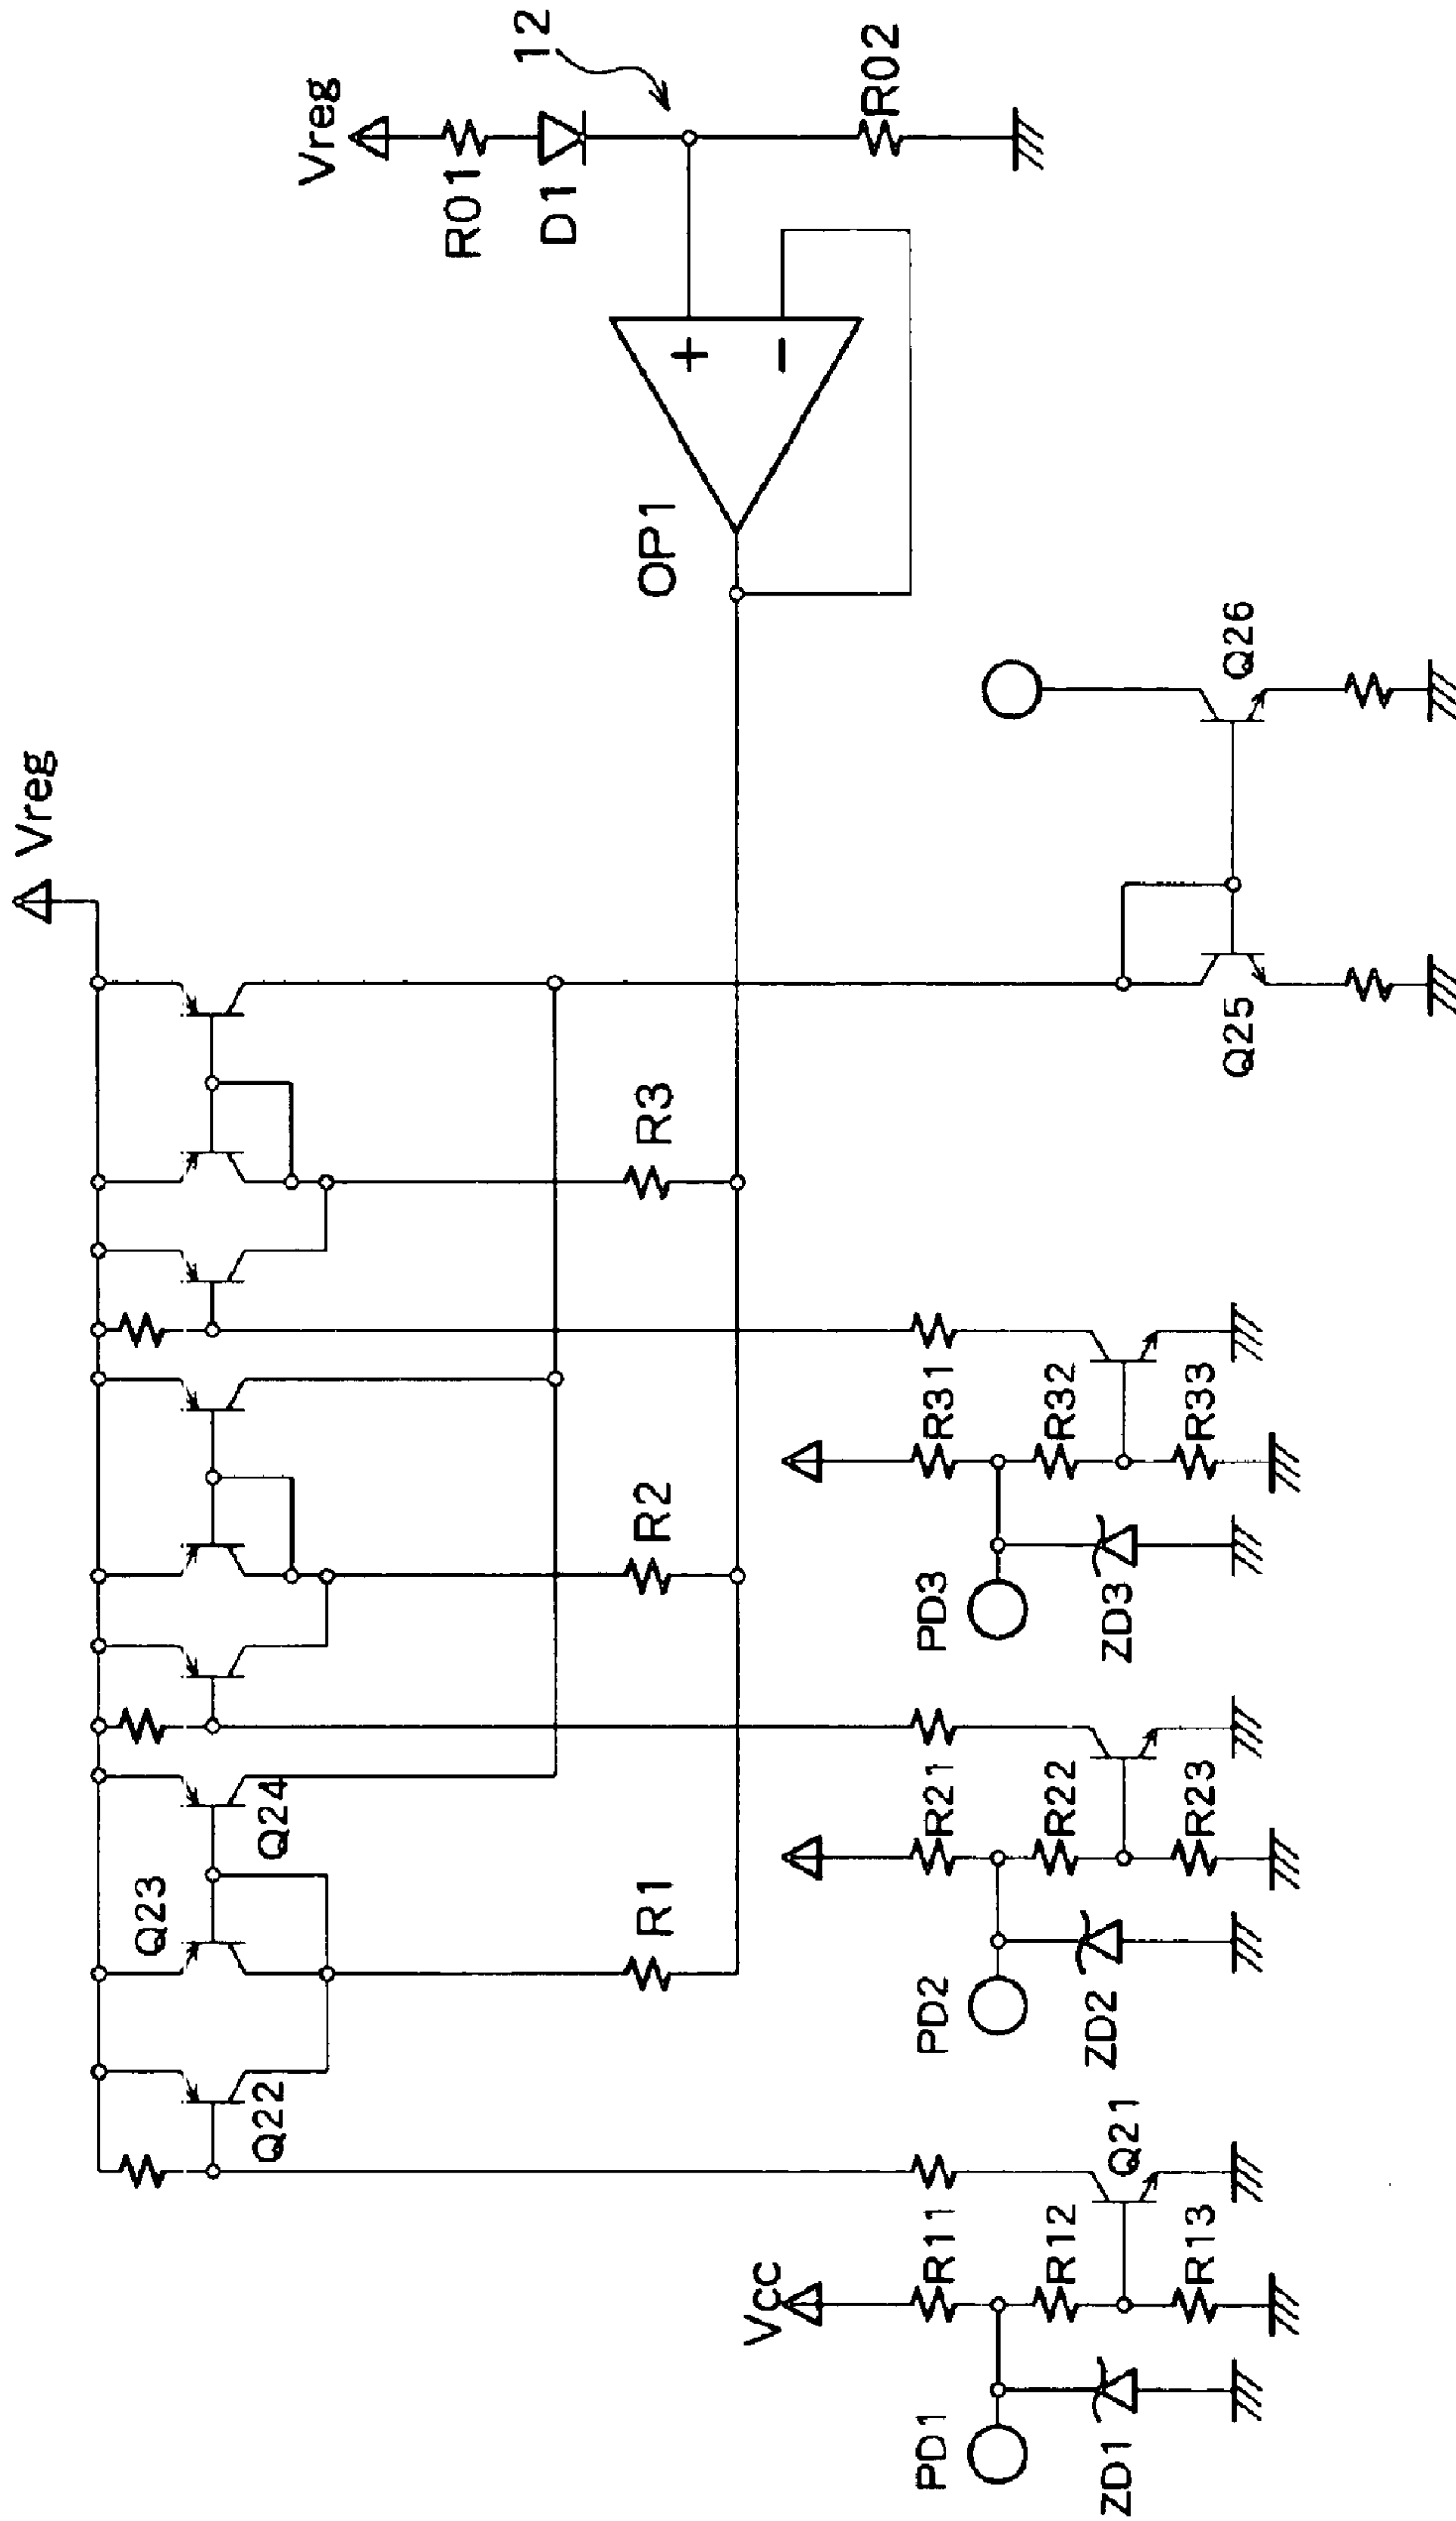 Vreg
Vreg
12
R01
D1
R02
+
-
OP1
Q22
Q23
Q24
R1
R2
R3
Q25
Q26
Vcc
R11
R12
R13
Q21
PD1
ZD1
R21
R22
R23
PD2
ZD2
R31
R32
R33
PD3
ZD3